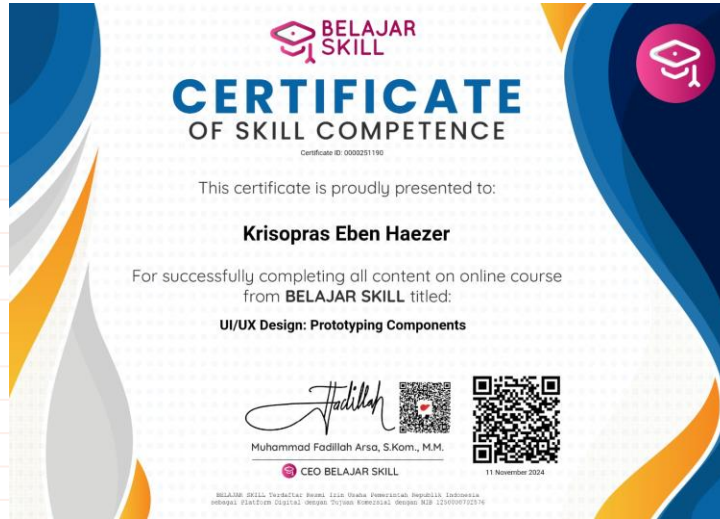 BELAJAR
SKILL
CERTIFICATE
OF SKILL COMPETENCE
Certificate ID: 0000251190
This certificate is proudly presented to:
Krisopras Eben Haezer
For successfully completing all content on online course
from BELAJAR SKILL titled:
UI/UX Design: Prototyping Components
Fadillah
Muhammad Fadillah Arsa, S.Kom., M.M.
CEO BELAJAR SKILL
11 November 2024
BELAJAR SKILL Terdaftar Resmi Izin Usaha Pemerintah Republik Indonesia
sebagai Platform Digital dengan Tujuan Komersial dengan NIB